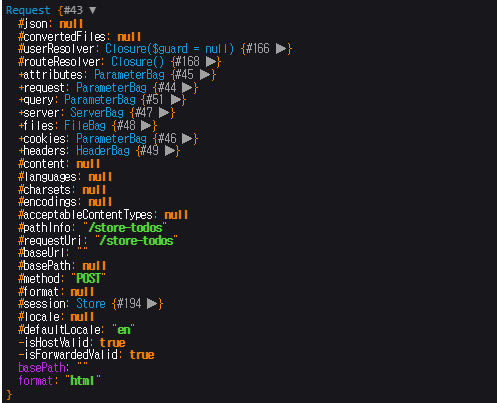 Request {#43 ▼
#json: null
#convertedFiles: null
#userResolver: Closure($guard = null) {#166 ▶}
#routeResolver: Closure() {#168 ▶}
+attributes: ParameterBag {#45 ▶}
+request: ParameterBag {#44 ▶}
+query: ParameterBag {#51 ▶}
+server: ServerBag {#47 ▶}
+files: FileBag {#48 ▶}
+cookies: ParameterBag {#46 ▶}
+headers: HeaderBag {#49 ▶}
#content: null
#languages: null
#charsets: null
#encodings: null
#acceptableContentTypes: null
#pathInfo: "/store-todos"
#requestUri: "/store-todos"
#baseUrl: ""
#basePath: null
#method: "POST"
#format: null
#session: Store {#194 ▶}
#locale: null
#defaultLocale: "en"
-isHostValid: true
-isForwardedValid: true
basePath: ""
format: "html"
}